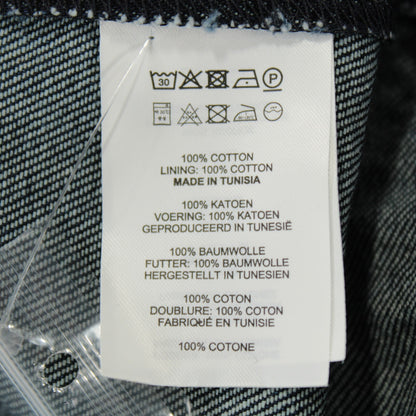 30
P
100% COTTON
LINING: 100% COTTON
MADE IN TUNISIA
100% KATOEN
VOERING: 100% KATOEN
GEPRODUCEERD IN TUNESIË
100% BAUMWOLLE
FUTTER: 100% BAUMWOLLE
HERGESTELLT IN TUNESIEN
100% COTON
DOUBLURE: 100% COTON
FABRIQUÉ EN TUNISIE
100% COTONE